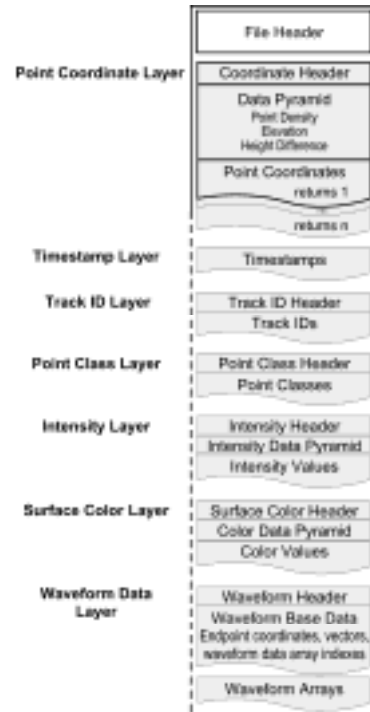 File Header
Point Coordinate Layer
Coordinate Header
Data Pyramid
Point Density
Elevation
Height Difference
Point Coordinates
returns 1
returns n
Timestamp Layer
Timestamps
Track ID Layer
Track ID Header
Track IDs
Point Class Layer
Point Class Header
Point Classes
Intensity Layer
Intensity Header
Intensity Data Pyramid
Intensity Values
Surface Color Layer
Surface Color Header
Color Data Pyramid
Color Values
Waveform Data
Layer
Waveform Header
Waveform Base Data
Endpoint coordinates, vectors,
waveform data array indexes
Waveform Arrays